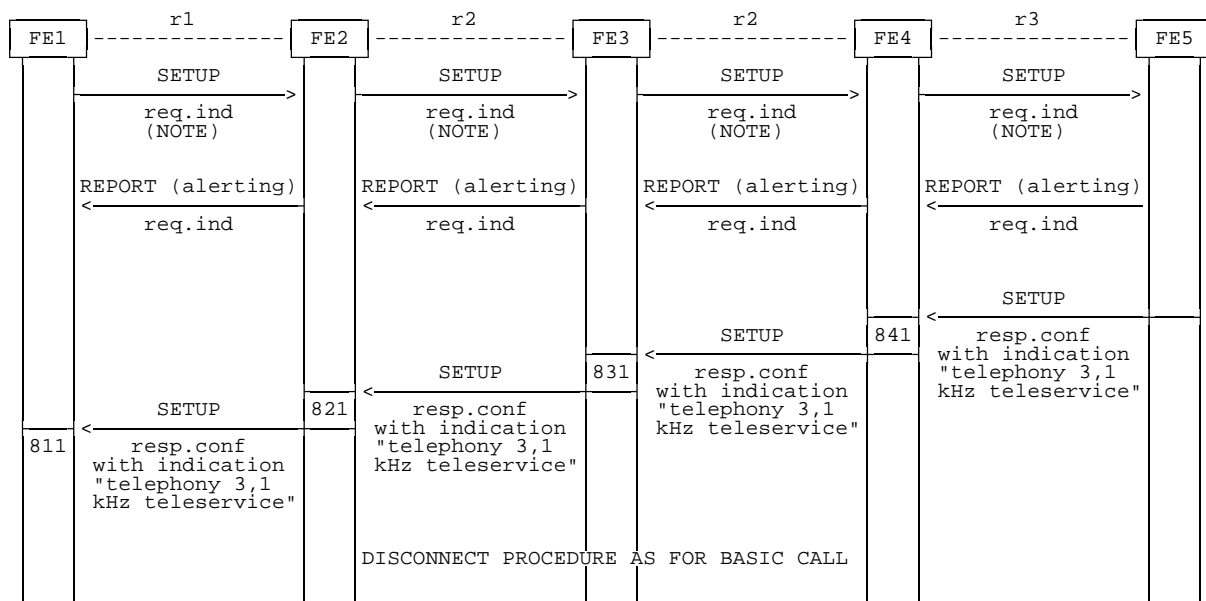 r1 r2 r2 r3
FE1 FE2 FE3 FE4 FE5
SETUP SETUP SETUP SETUP
req.ind req.ind req.ind req.ind
(NOTE) (NOTE) (NOTE) (NOTE)
REPORT (alerting) REPORT (alerting) REPORT (alerting) REPORT (alerting)
req.ind req.ind req.ind req.ind
SETUP
SETUP 841 resp.conf
with indication
SETUP 831 resp.conf "telephony 3,1
with indication kHz teleservice"
SETUP 821 resp.conf "telephony 3,1
with indication kHz teleservice"
811 resp.conf "telephony 3,1
with indication kHz teleservice"
"telephony 3,1
kHz teleservice"
DISCONNECT PROCEDURE AS FOR BASIC CALL